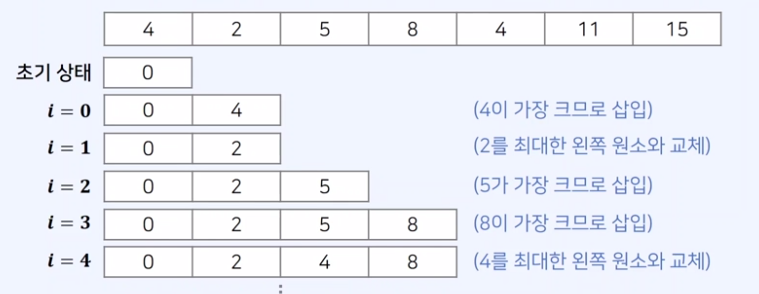 4 2 5 8 4 11 15
초기 상태 0
i = 0 0 4 (4이 가장 크므로 삽입)
i = 1 0 2 (2를 최대한 왼쪽 원소와 교체)
i = 2 0 2 5 (5가 가장 크므로 삽입)
i = 3 0 2 5 8 (8이 가장 크므로 삽입)
i = 4 0 2 4 8 (4를 최대한 왼쪽 원소와 교체)
⋮